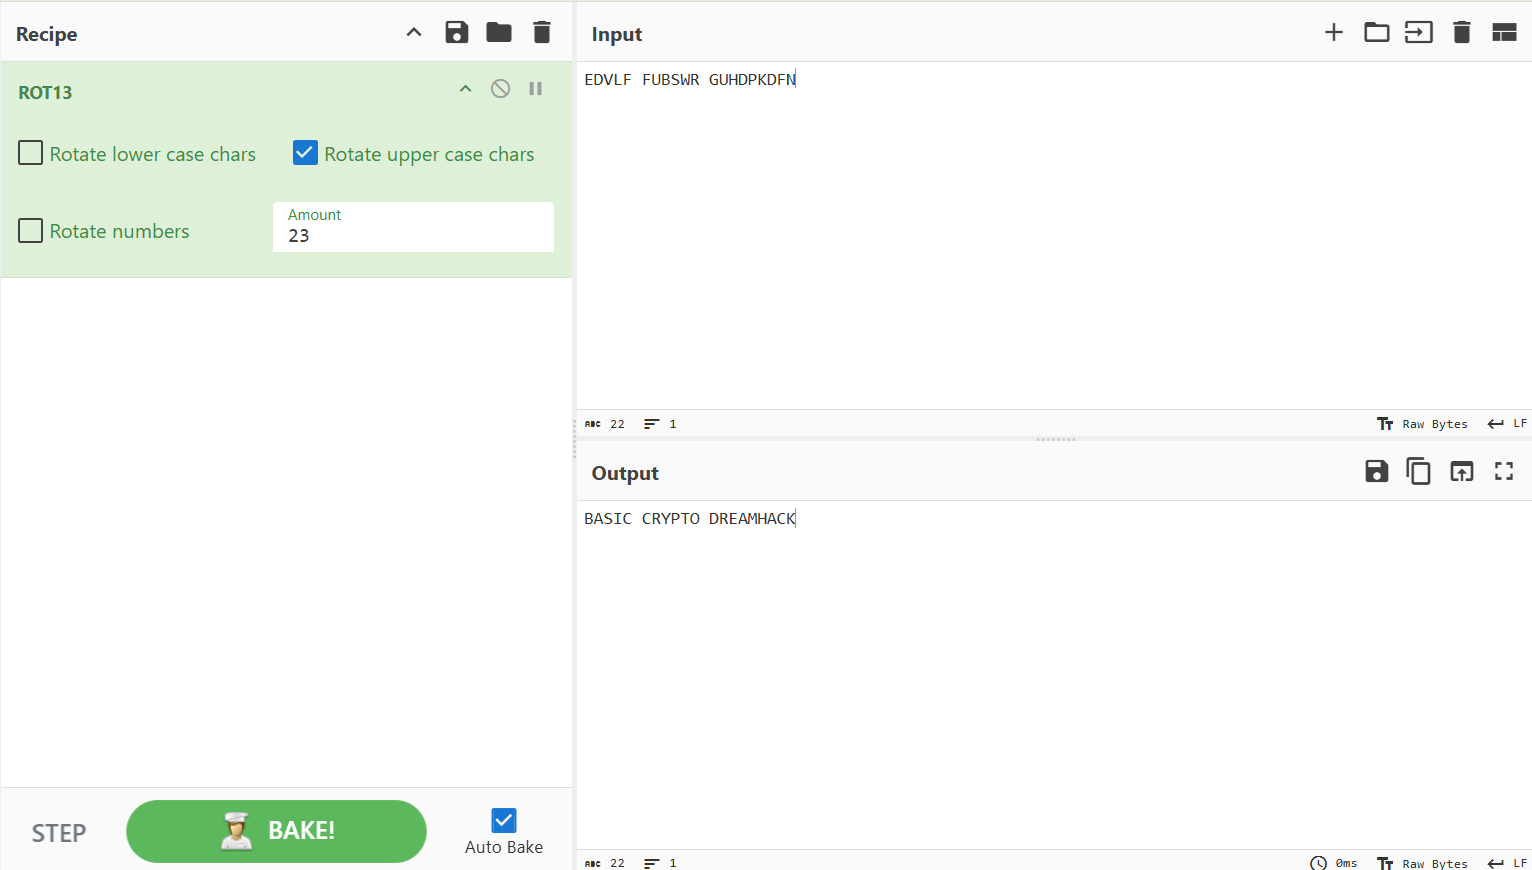 Recipe
ROT13
Rotate lower case chars
Rotate upper case chars
Rotate numbers
Amount
23
STEP
BAKE!
Auto Bake
Input
EDVLF FUBSWR GUHDPKDFN
ABC 22 1
Raw Bytes LF
Output
BASIC CRYPTO DREAMHACK
ABC 22 1
0ms Raw Bytes LF